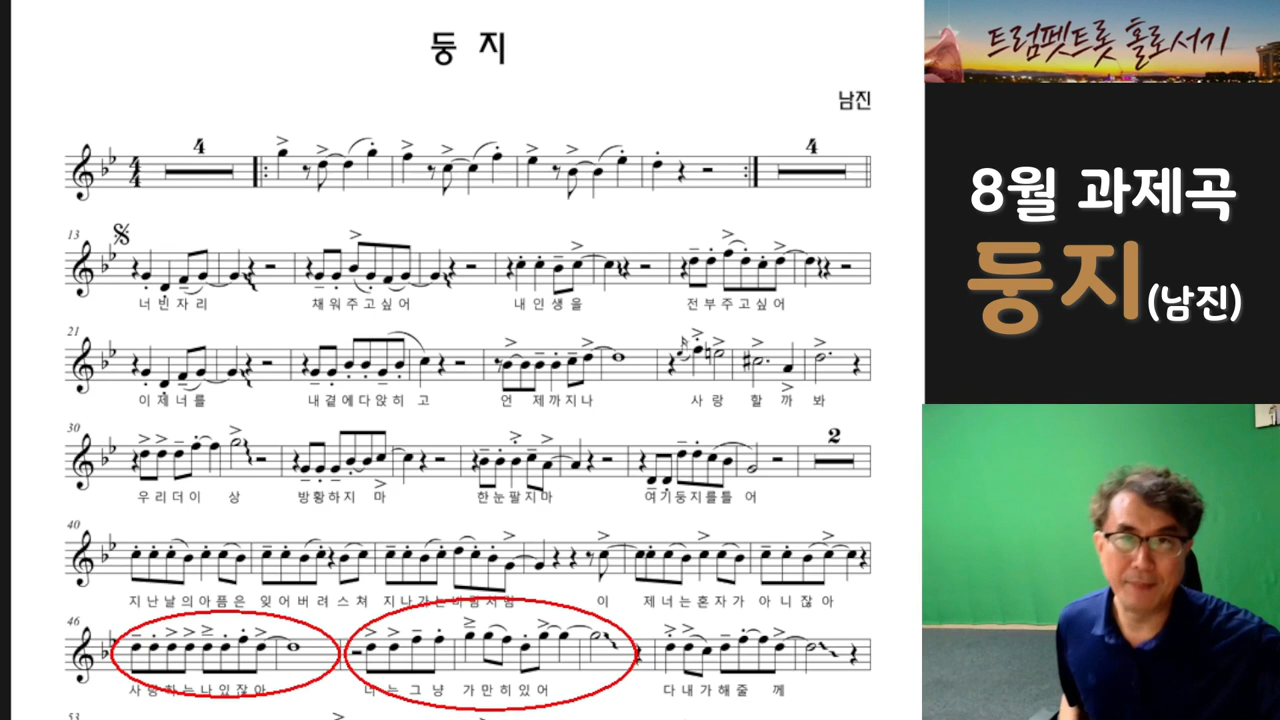 둥 지
남진
트럼펫트롯 홀로서기
8월 과제곡
둥지(남진)
4
4
13
너 빈 자 리 채 워 주 고 싶 어 내 인 생 을 전 부 주 고 싶 어
21
이 제 너 를 내 곁 에 다 앉 히 고 언 제 까 지 나 사 랑 할 까 봐
30
2
우 리 더 이 상 방 황 하 지 마 한 눈 팔 지 마 여 기 둥 지 를 틀 어
40
지 난 날 의 아 픔 은 잊 어 버 려 스 쳐 지 나 가 는 바 람 처 럼 이 제 너 는 혼 자 가 아 니 잖 아
46
사 랑 하 는 나 있 잖 아 너 는 그 냥 가 만 히 있 어 다 내 가 해 줄 께
53